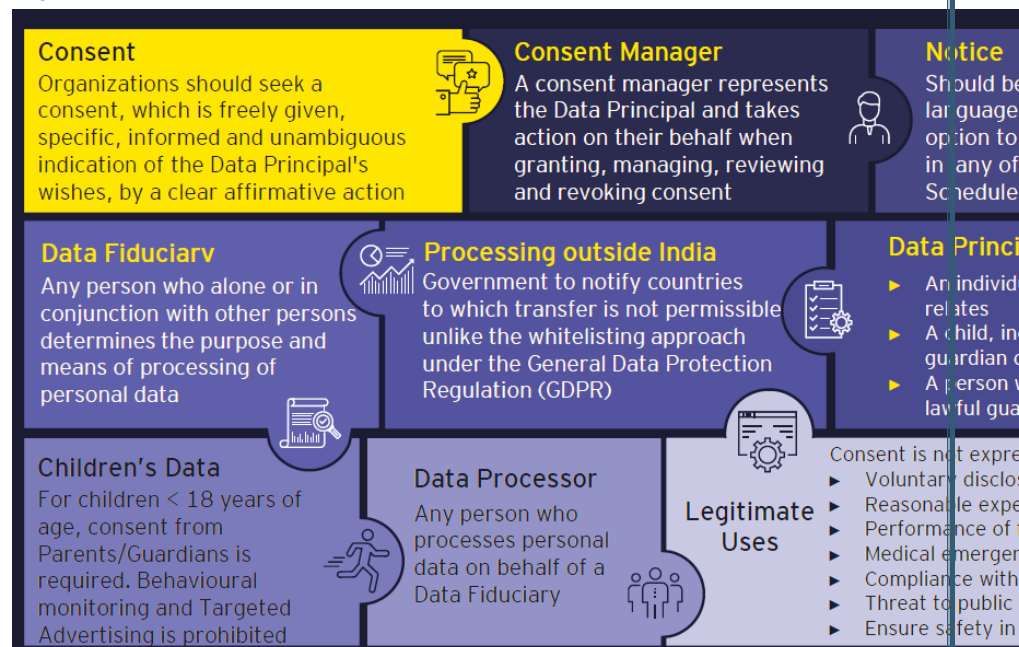 Consent
Organizations should seek a
consent, which is freely given,
specific, informed and unambiguous
indication of the Data Principal's
wishes, by a clear affirmative action
Consent Manager
A consent manager represents
the Data Principal and takes
action on their behalf when
granting, managing, reviewing
and revoking consent
Notice
Should
language
option to
in any of
Data Fiduciary
Any person who alone or in
conjunction with other persons
determines the purpose and
means of processing of
personal data
Processing outside India
Government to notify countries
to which transfer is not permissible
unlike the whitelisting approach
under the General Data Protection
Regulation (GDPR)
Data
► An
relates
► A child,
guardian
► A person
lawful
Children's Data
For children < 18 years of
age, consent from
Parents/Guardians is
required. Behavioural
monitoring and Targeted
Advertising is prohibited
Data Processor
Any person who
processes personal
data on behalf of a
Data Fiduciary
Legitimate
Uses
Consent is not
► Voluntary
► Reasonable
► Performance of
► Medical
► Compliance with
► Threat to public
► Ensure safety in